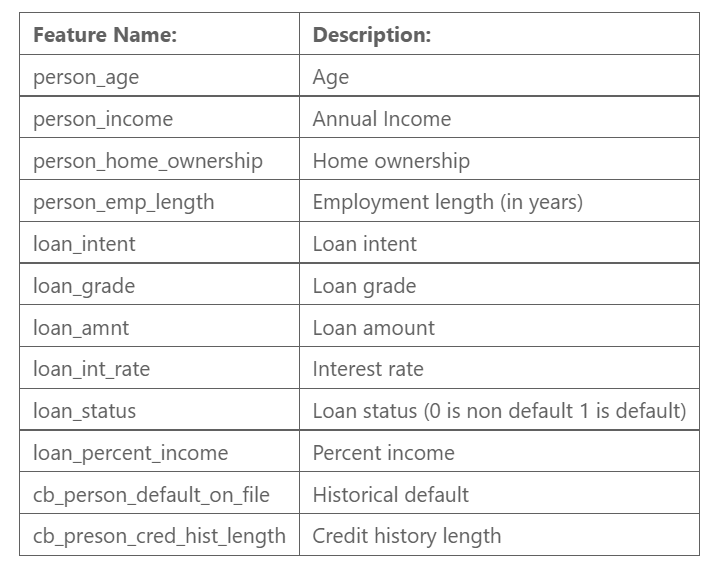 Feature Name: Description:
person_age Age
person_income Annual Income
person_home_ownership Home ownership
person_emp_length Employment length (in years)
loan_intent Loan intent
loan_grade Loan grade
loan_amnt Loan amount
loan_int_rate Interest rate
loan_status Loan status (0 is non default 1 is default)
loan_percent_income Percent income
cb_person_default_on_file Historical default
cb_preson_cred_hist_length Credit history length